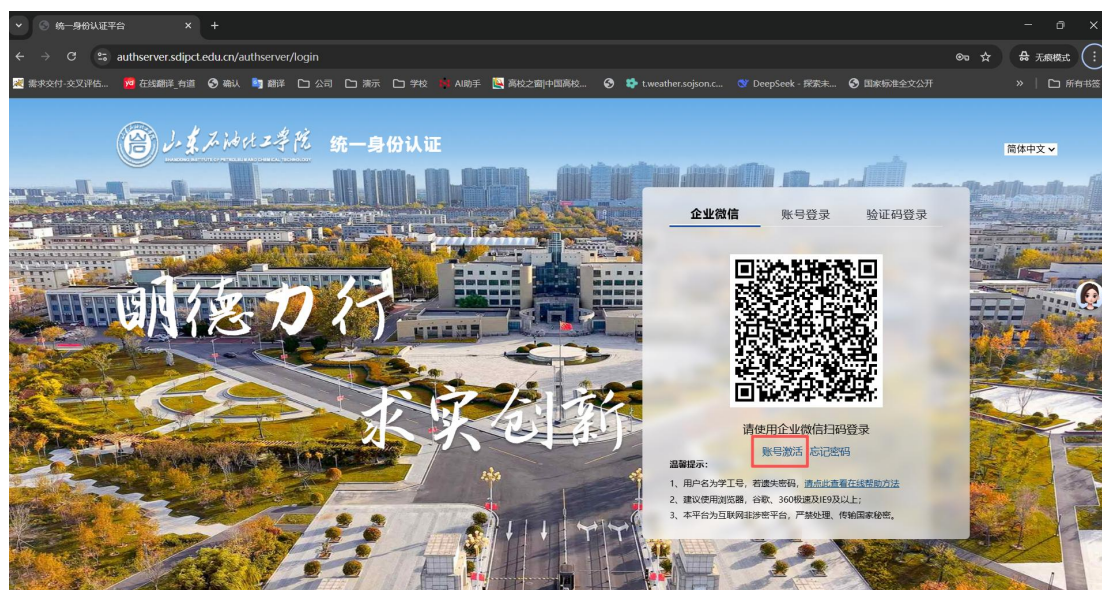 统一身份认证平台
authserver.sdipct.edu.cn/authserver/login
无痕模式
需求交付-交叉评估...
在线翻译_有道
确认
翻译
公司
演示
学校
AI助手
高校之窗|中国高校...
t.weather.sojson.c...
DeepSeek - 探索未...
国家标准全文公开
所有书签
山东石油化工学院 统一身份认证
简体中文
企业微信 账号登录 验证码登录
明德力行
求实创新
请使用企业微信扫码登录
账号激活 忘记密码
温馨提示：
1、用户名为学工号，若遗失密码，请点此查看在线帮助方法
2、建议使用浏览器，谷歌、360极速及IE9及以上；
3、本平台为互联网非涉密平台，严禁处理、传输国家秘密。